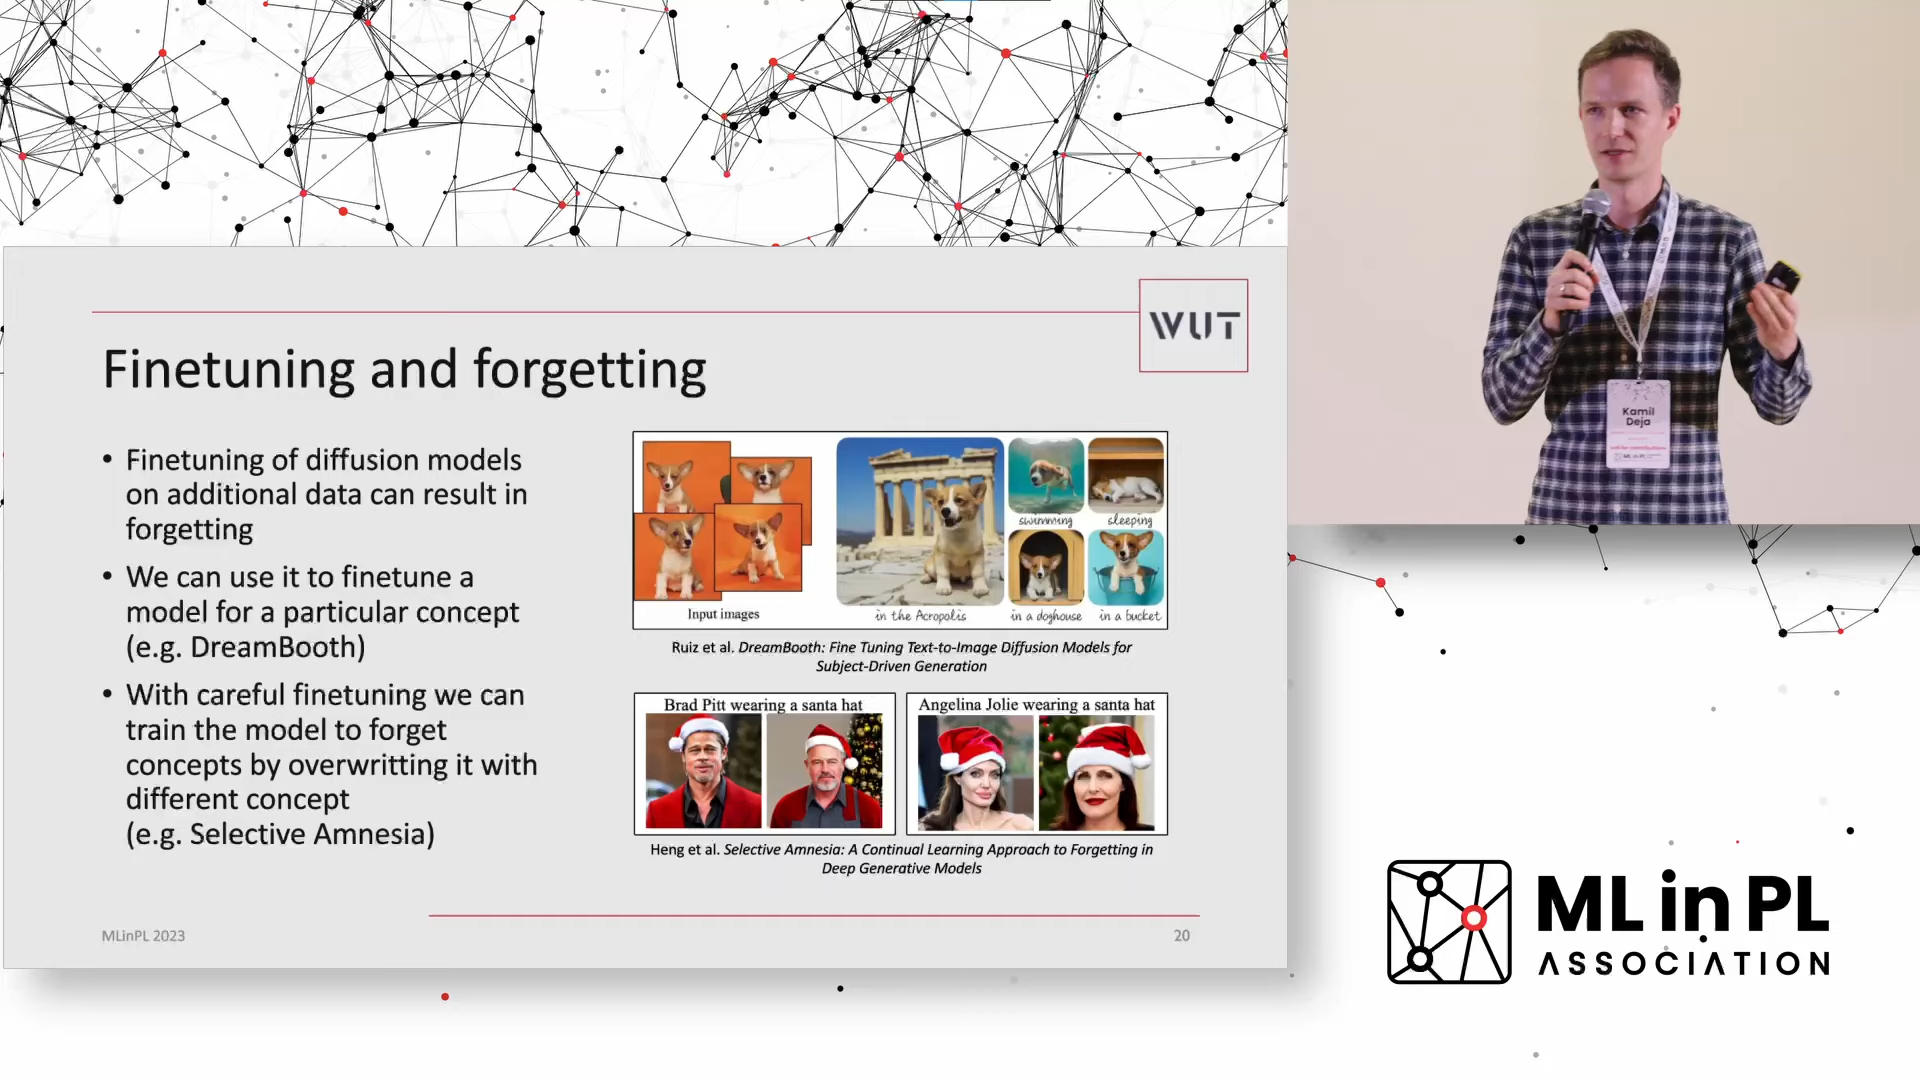 WUT
Finetuning and forgetting
• Finetuning of diffusion models
on additional data can result in
forgetting
• We can use it to finetune a
model for a particular concept
(e.g. DreamBooth)
• With careful finetuning we can
train the model to forget
concepts by overwritting it with
different concept
(e.g. Selective Amnesia)
swimming
sleeping
Input images
in the Acropolis
in a doghouse
in a bucket
Ruiz et al. DreamBooth: Fine Tuning Text-to-Image Diffusion Models for
Subject-Driven Generation
Brad Pitt wearing a santa hat
Angelina Jolie wearing a santa hat
Heng et al. Selective Amnesia: A Continual Learning Approach to Forgetting in
Deep Generative Models
MLinPL 2023
20
Kamil
Deja
ML in PL
ML in PL
ASSOCIATION